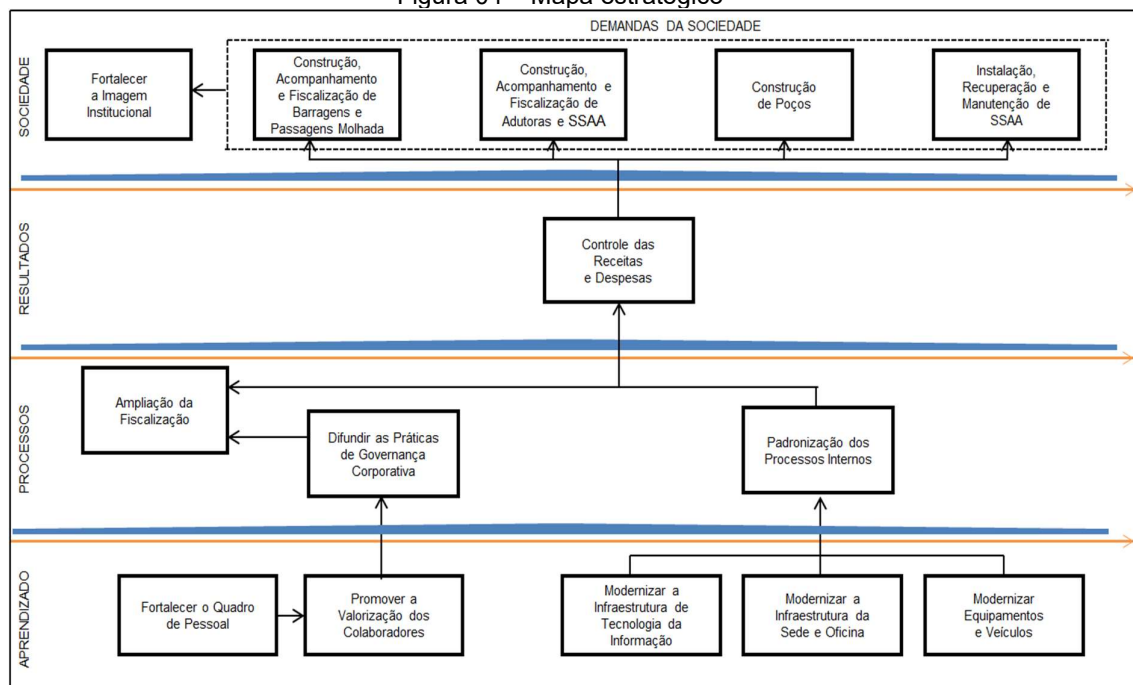 Figura 04 – Mapa estratégico
DEMANDAS DA SOCIEDADE
SOCIEDADE
Fortalecer
a Imagem
Institucional
Construção,
Acompanhamento
e Fiscalização de
Barragens e
Passagens Molhada
Construção,
Acompanhamento e
Fiscalização de
Adutoras e SSAA
Construção
de Poços
Instalação,
Recuperação e
Manutenção de
SSAA
RESULTADOS
Controle das
Receitas
e Despesas
PROCESSOS
Ampliação da
Fiscalização
Difundir as Práticas
de Governança
Corporativa
Padronização dos
Processos Internos
APRENDIZADO
Fortalecer o Quadro
de Pessoal
Promover a
Valorização dos
Colaboradores
Modernizar a
Infraestrutura de
Tecnologia da
Informação
Modernizar a
Infraestrutura da
Sede e Oficina
Modernizar
Equipamentos
e Veículos